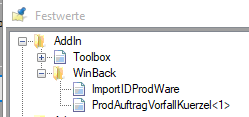 Festwerte
AddIn
Toolbox
WinBack
ImportIDProdWare
ProdAuftragVorfallKuerzel<1>